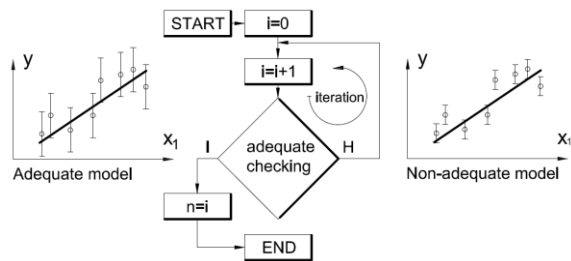 START
i=0
y
i=i+1
y
iteration
adequate
checking
I
H
x₁
x₁
Adequate model
Non-adequate model
n=i
END